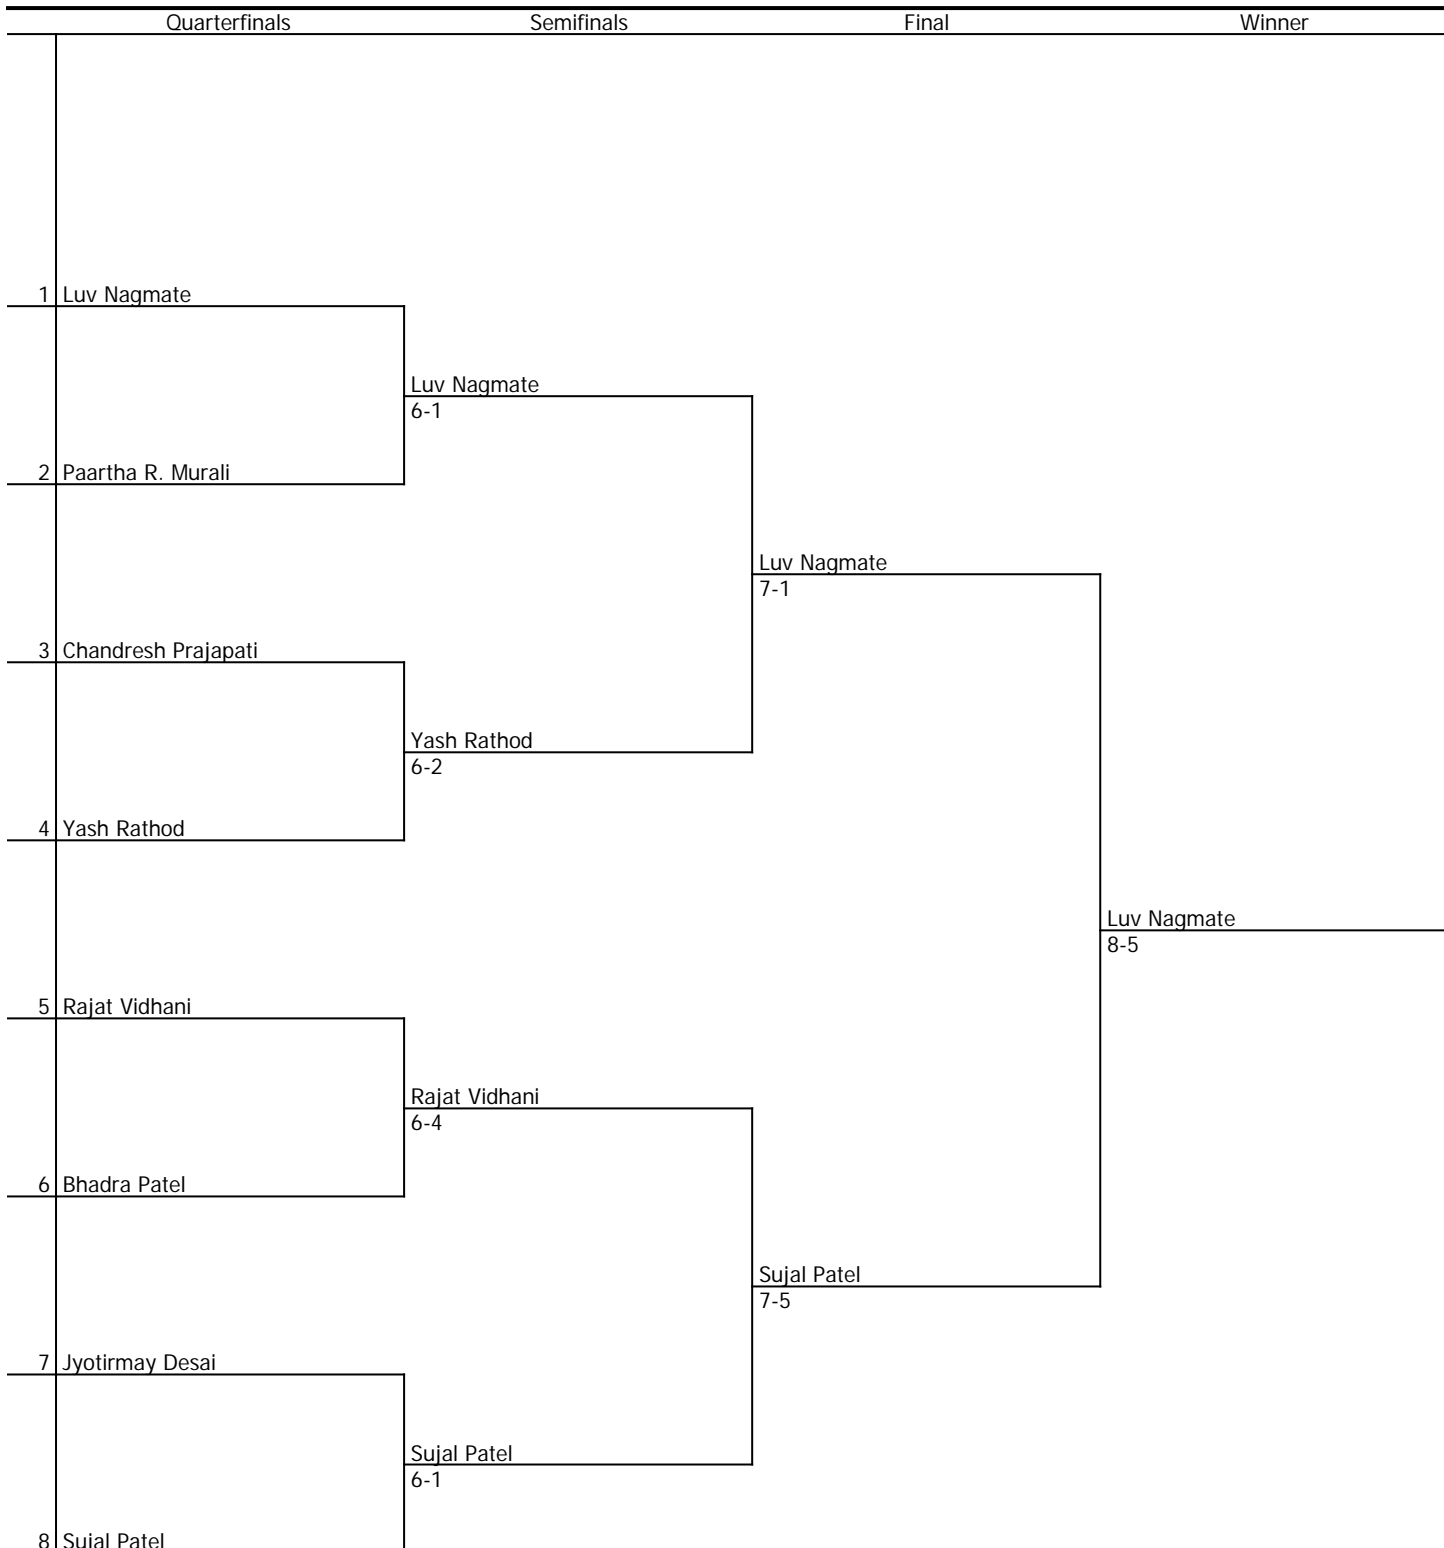 Quarterfinals Semifinals Final Winner
1 Luv Nagmate
Luv Nagmate
6-1
2 Paartha R. Murali
Luv Nagmate
7-1
3 Chandresh Prajapati
Yash Rathod
6-2
4 Yash Rathod
Luv Nagmate
8-5
5 Rajat Vidhani
Rajat Vidhani
6-4
6 Bhadra Patel
Sujal Patel
7-5
7 Jyotirmay Desai
Sujal Patel
6-1
8 Sujal Patel